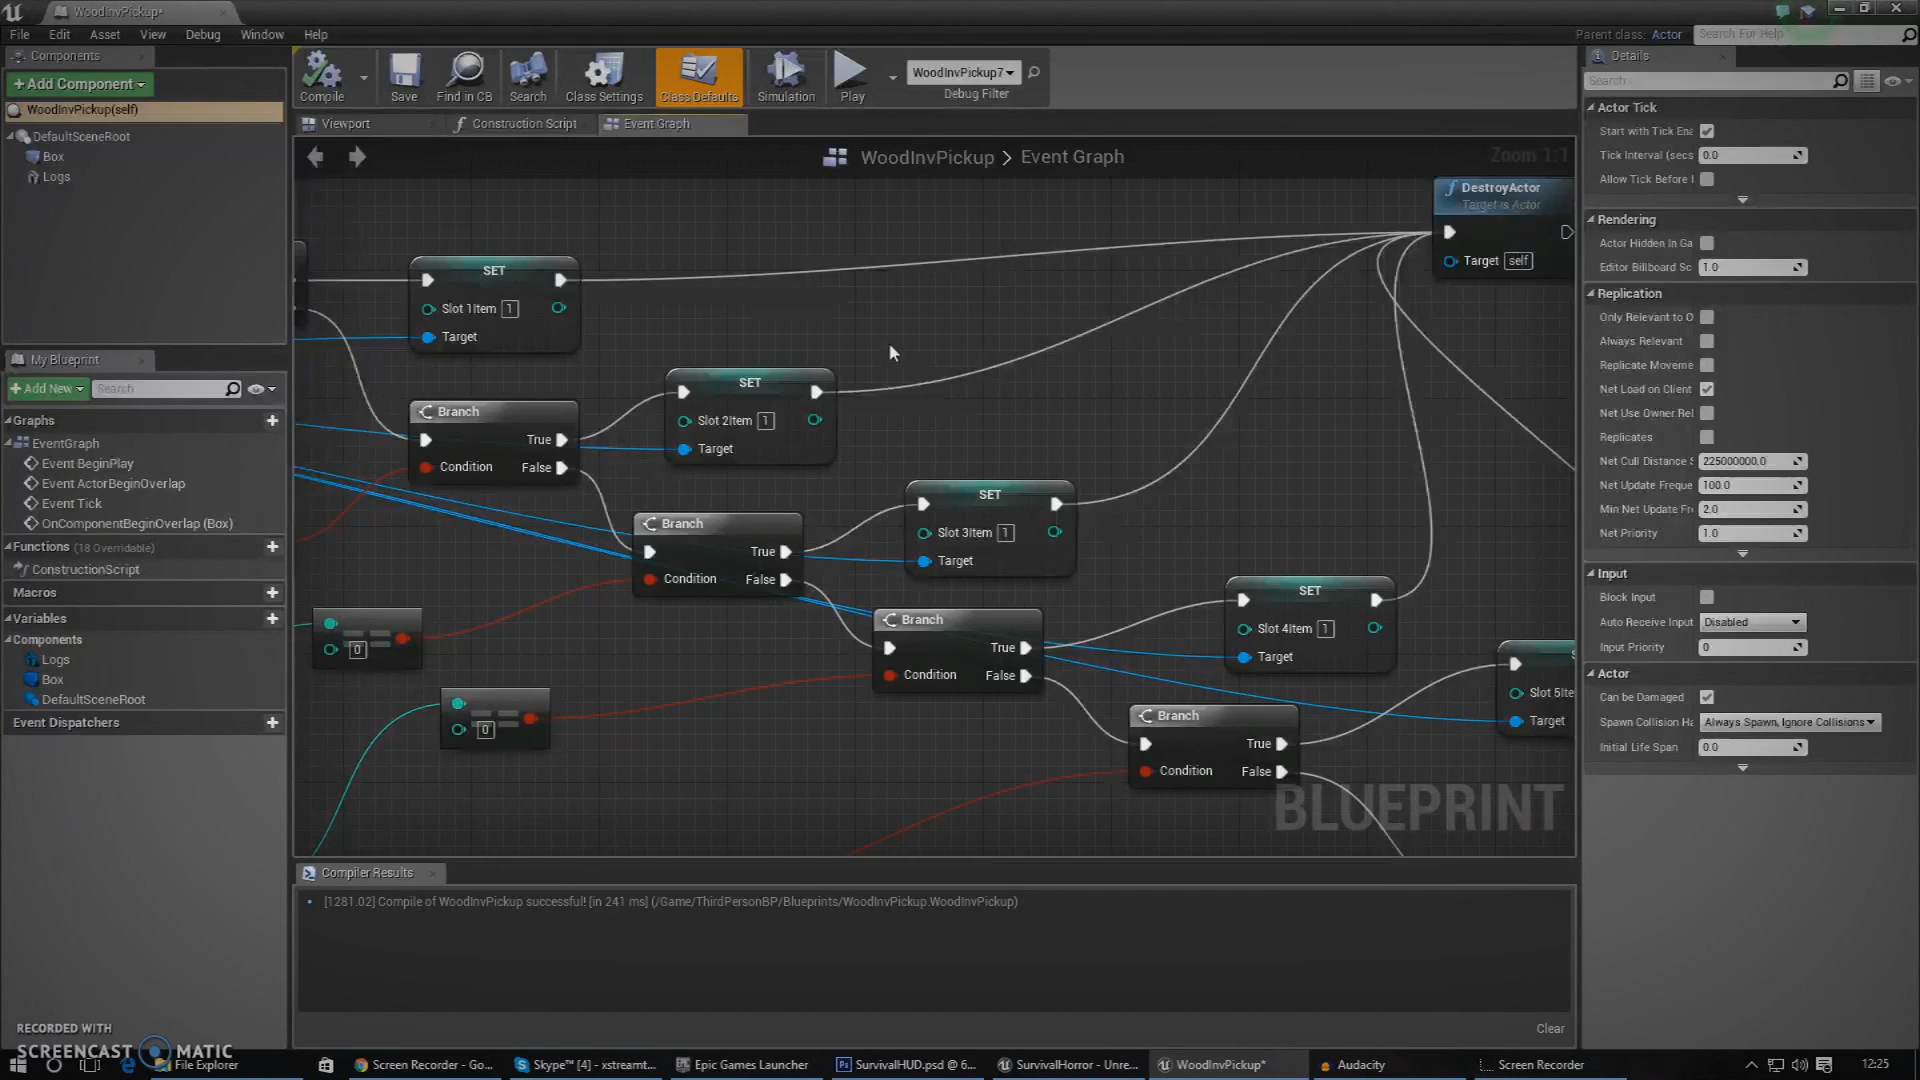 WoodInvPickup*
File Edit Asset View Debug Window Help
Parent class: Actor
Search For Help
Components
+Add Component
WoodInvPickup(self)
DefaultSceneRoot
Box
Logs
Compile
Save
Find in CB
Search
Class Settings
Class Defaults
Simulation
Play
WoodInvPickup7
Debug Filter
Viewport
Construction Script
Event Graph
WoodInvPickup > Event Graph
Zoom 1:1
DestroyActor
Target is Actor
Target self
SET
Slot 1Item 1
Target
SET
Slot 2Item 1
Target
Branch
True
Condition False
SET
Slot 3Item 1
Target
Branch
True
Condition False
SET
Slot 4Item 1
Target
Branch
True
Condition False
Slot 5Ite
Target
Branch
True
Condition False
0
0
BLUEPRINT
My Blueprint
+Add New
Search
Graphs
EventGraph
Event BeginPlay
Event ActorBeginOverlap
Event Tick
OnComponentBeginOverlap (Box)
Functions (18 Overridable)
ConstructionScript
Macros
Variables
Components
Logs
Box
DefaultSceneRoot
Event Dispatchers
Compiler Results
[1281.02] Compile of WoodInvPickup successful! [in 241 ms] (/Game/ThirdPersonBP/Blueprints/WoodInvPickup.WoodInvPickup)
Clear
Details
Search
Actor Tick
Start with Tick Ena
Tick Interval (secs 0.0
Allow Tick Before
Rendering
Actor Hidden In Ga
Editor Billboard Sc 1.0
Replication
Only Relevant to O
Always Relevant
Replicate Moveme
Net Load on Client
Net Use Owner Rel
Replicates
Net Cull Distance S 225000000.0
Net Update Freque 100.0
Min Net Update Fr 2.0
Net Priority 1.0
Input
Block Input
Auto Receive Input Disabled
Input Priority 0
Actor
Can be Damaged
Spawn Collision Ha Always Spawn, Ignore Collisions
Initial Life Span 0.0
RECORDED WITH
SCREENCAST MATIC
File Explorer
Screen Recorder - Go...
Skype™ [4] - xstreamt...
Epic Games Launcher
SurvivalHUD.psd @ 6...
SurvivalHorror - Unre...
WoodInvPickup*
Audacity
Screen Recorder
12:25